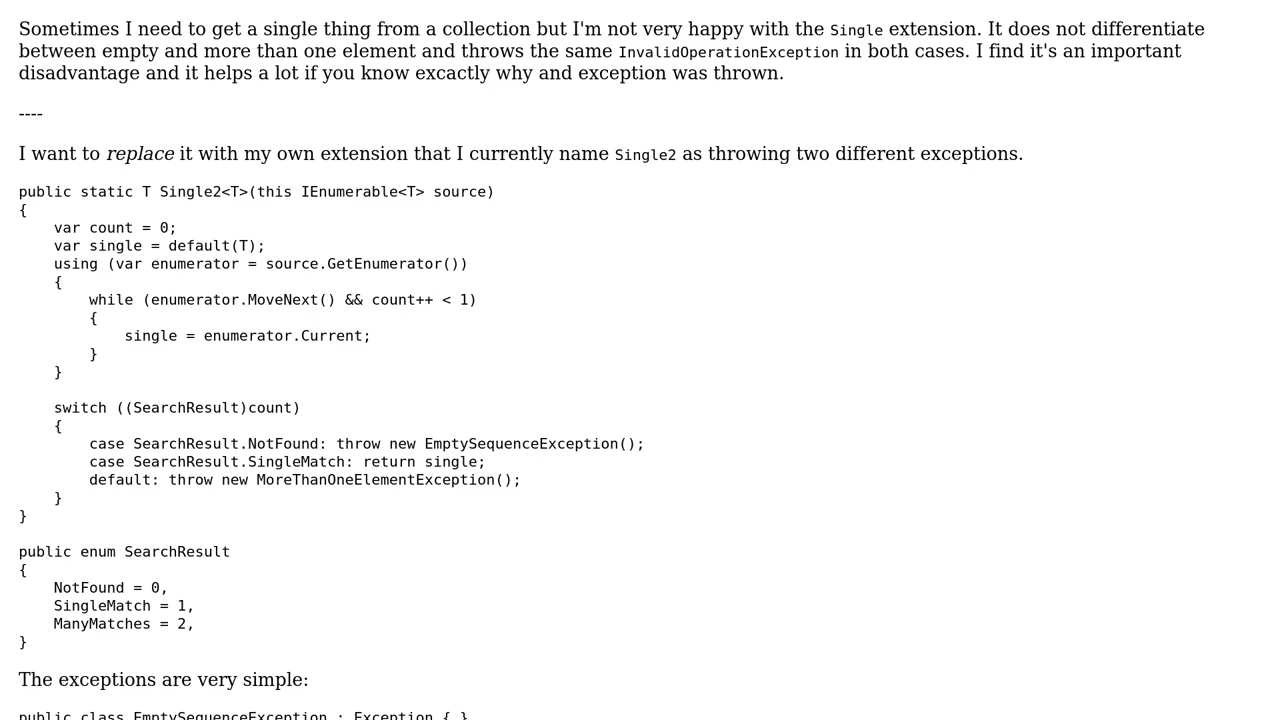 Sometimes I need to get a single thing from a collection but I'm not very happy with the Single extension. It does not differentiate
between empty and more than one element and throws the same InvalidOperationException in both cases. I find it's an important
disadvantage and it helps a lot if you know excactly why and exception was thrown.
----
I want to replace it with my own extension that I currently name Single2 as throwing two different exceptions.
public static T Single2<T>(this IEnumerable<T> source)
{
    var count = 0;
    var single = default(T);
    using (var enumerator = source.GetEnumerator())
    {
        while (enumerator.MoveNext() && count++ < 1)
        {
            single = enumerator.Current;
        }
    }
    switch ((SearchResult)count)
    {
        case SearchResult.NotFound: throw new EmptySequenceException();
        case SearchResult.SingleMatch: return single;
        default: throw new MoreThanOneElementException();
    }
}
public enum SearchResult
{
    NotFound = 0,
    SingleMatch = 1,
    ManyMatches = 2,
}
The exceptions are very simple:
public class EmptySequenceException : Exception { }